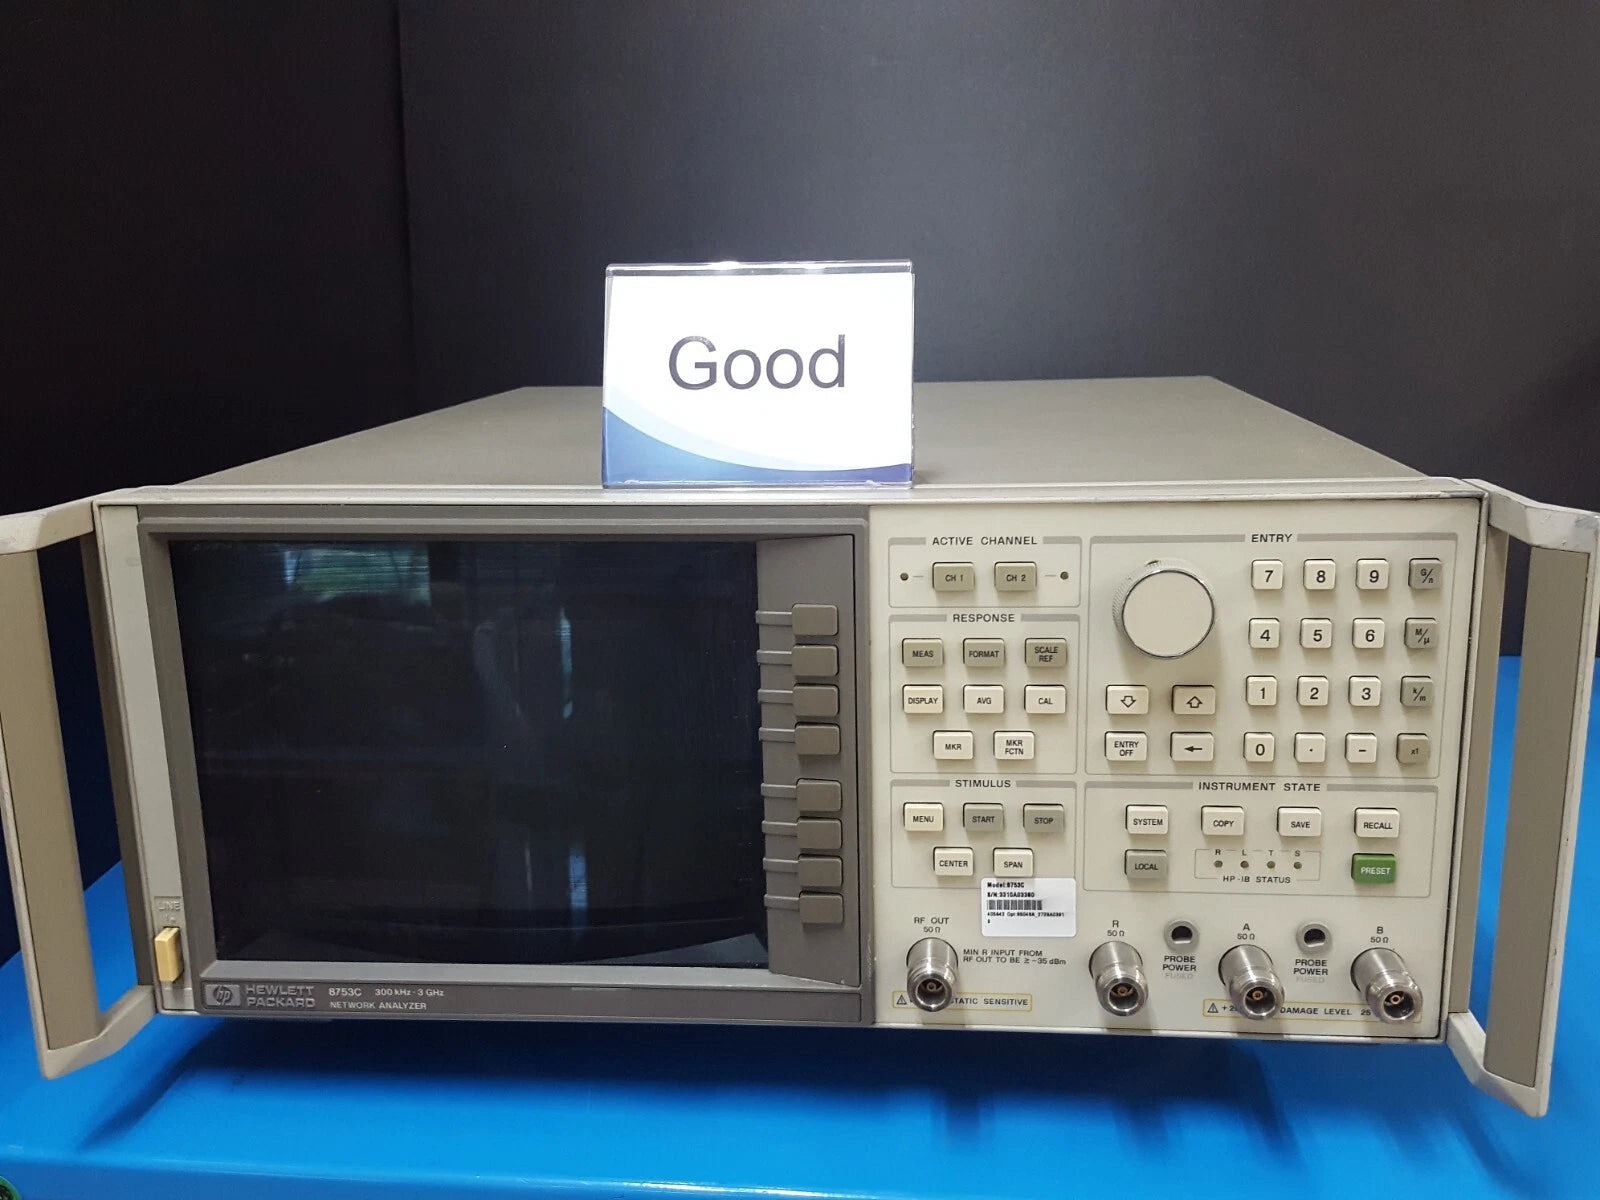 Good
ACTIVE CHANNEL
CH 1
CH 2
RESPONSE
MEAS
FORMAT
SCALE
REF
DISPLAY
AVG
CAL
MKR
MKR
FCTN
STIMULUS
MENU
START
STOP
CENTER
SPAN
ENTRY
7 8 9 G/n
4 5 6 M/µ
1 2 3 k/m
0 . - x1
ENTRY
OFF
INSTRUMENT STATE
SYSTEM
COPY
SAVE
RECALL
LOCAL
R L T S
HP-IB STATUS
PRESET
Model:8753C
S/N:3310A03360
RF OUT
50 Ω
MIN R INPUT FROM
RF OUT TO BE ≥ -35 dBm
STATIC SENSITIVE
R
50 Ω
PROBE
POWER
FUSED
A
50 Ω
PROBE
POWER
FUSED
B
50 Ω
DAMAGE LEVEL
LINE
hp HEWLETT
PACKARD
8753C 300 kHz - 3 GHz
NETWORK ANALYZER